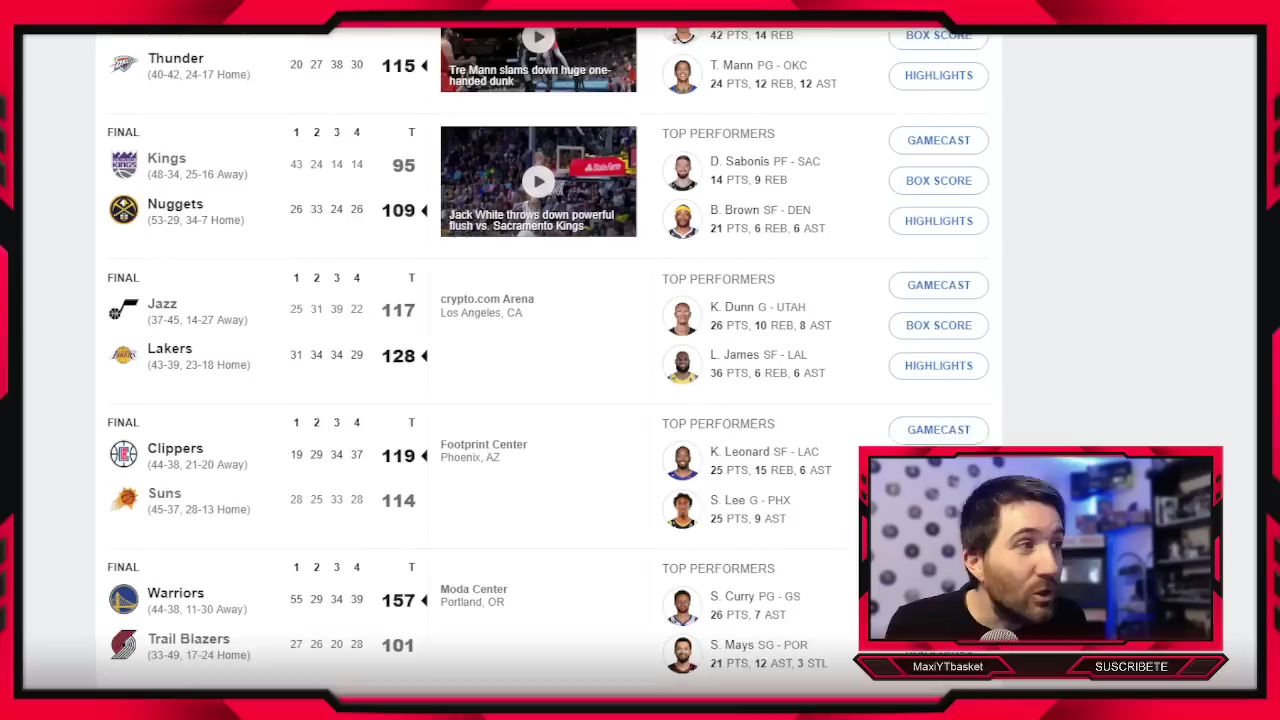 42 PTS, 14 REB
BOX SCORE
Thunder
(40-42, 24-17 Home)
20 27 38 30 115
Tre Mann slams down huge one-
handed dunk
T. Mann PG - OKC
24 PTS, 12 REB, 12 AST
HIGHLIGHTS
FINAL
1 2 3 4 T
Kings
(48-34, 25-16 Away)
43 24 14 14 95
Nuggets
(53-29, 34-7 Home)
26 33 24 26 109
State Farm
Jack White throws down powerful
flush vs. Sacramento Kings
TOP PERFORMERS
D. Sabonis PF - SAC
14 PTS, 9 REB
B. Brown SF - DEN
21 PTS, 6 REB, 6 AST
GAMECAST
BOX SCORE
HIGHLIGHTS
FINAL
1 2 3 4 T
Jazz
(37-45, 14-27 Away)
25 31 39 22 117
Lakers
(43-39, 23-18 Home)
31 34 34 29 128
crypto.com Arena
Los Angeles, CA
TOP PERFORMERS
K. Dunn G - UTAH
26 PTS, 10 REB, 8 AST
L. James SF - LAL
36 PTS, 6 REB, 6 AST
GAMECAST
BOX SCORE
HIGHLIGHTS
FINAL
1 2 3 4 T
Clippers
(44-38, 21-20 Away)
19 29 34 37 119
Suns
(45-37, 28-13 Home)
28 25 33 28 114
Footprint Center
Phoenix, AZ
TOP PERFORMERS
K. Leonard SF - LAC
25 PTS, 15 REB, 6 AST
S. Lee G - PHX
25 PTS, 9 AST
GAMECAST
FINAL
1 2 3 4 T
Warriors
(44-38, 11-30 Away)
55 29 34 39 157
Trail Blazers
(33-49, 17-24 Home)
27 26 20 28 101
Moda Center
Portland, OR
TOP PERFORMERS
S. Curry PG - GS
26 PTS, 7 AST
S. Mays SG - POR
21 PTS, 12 AST, 3 STL
MaxiYTbasket
SUSCRIBETE